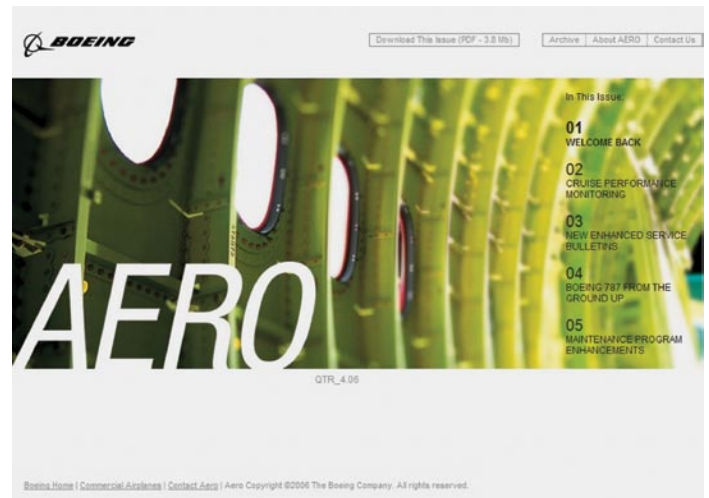 BOEING
Download This Issue (PDF - 3.8 Mb)
Archive
About AERO
Contact Us
In This Issue:
01
WELCOME BACK
02
CRUISE PERFORMANCE
MONITORING
03
NEW ENHANCED SERVICE
BULLETINS
04
BOEING 787 FROM THE
GROUND UP
05
MAINTENANCE PROGRAM
ENHANCEMENTS
AERO
QTR_4.06
Boeing Home | Commercial Airplanes | Contact Aero | Aero Copyright ©2006 The Boeing Company. All rights reserved.